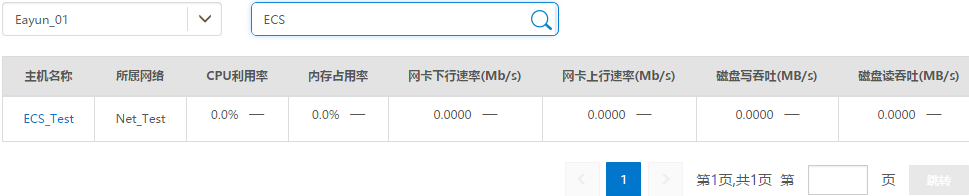 Eayun_01 ECS
主机名称 所属网络 CPU利用率 内存占用率 网卡下行速率(Mb/s) 网卡上行速率(Mb/s) 磁盘写吞吐(MB/s) 磁盘读吞吐(MB/s)
ECS_Test Net_Test 0.0% — 0.0% — 0.0000 — 0.0000 — 0.0000 — 0.0000 —
< 1 > 第1页,共1页 第 页 跳转